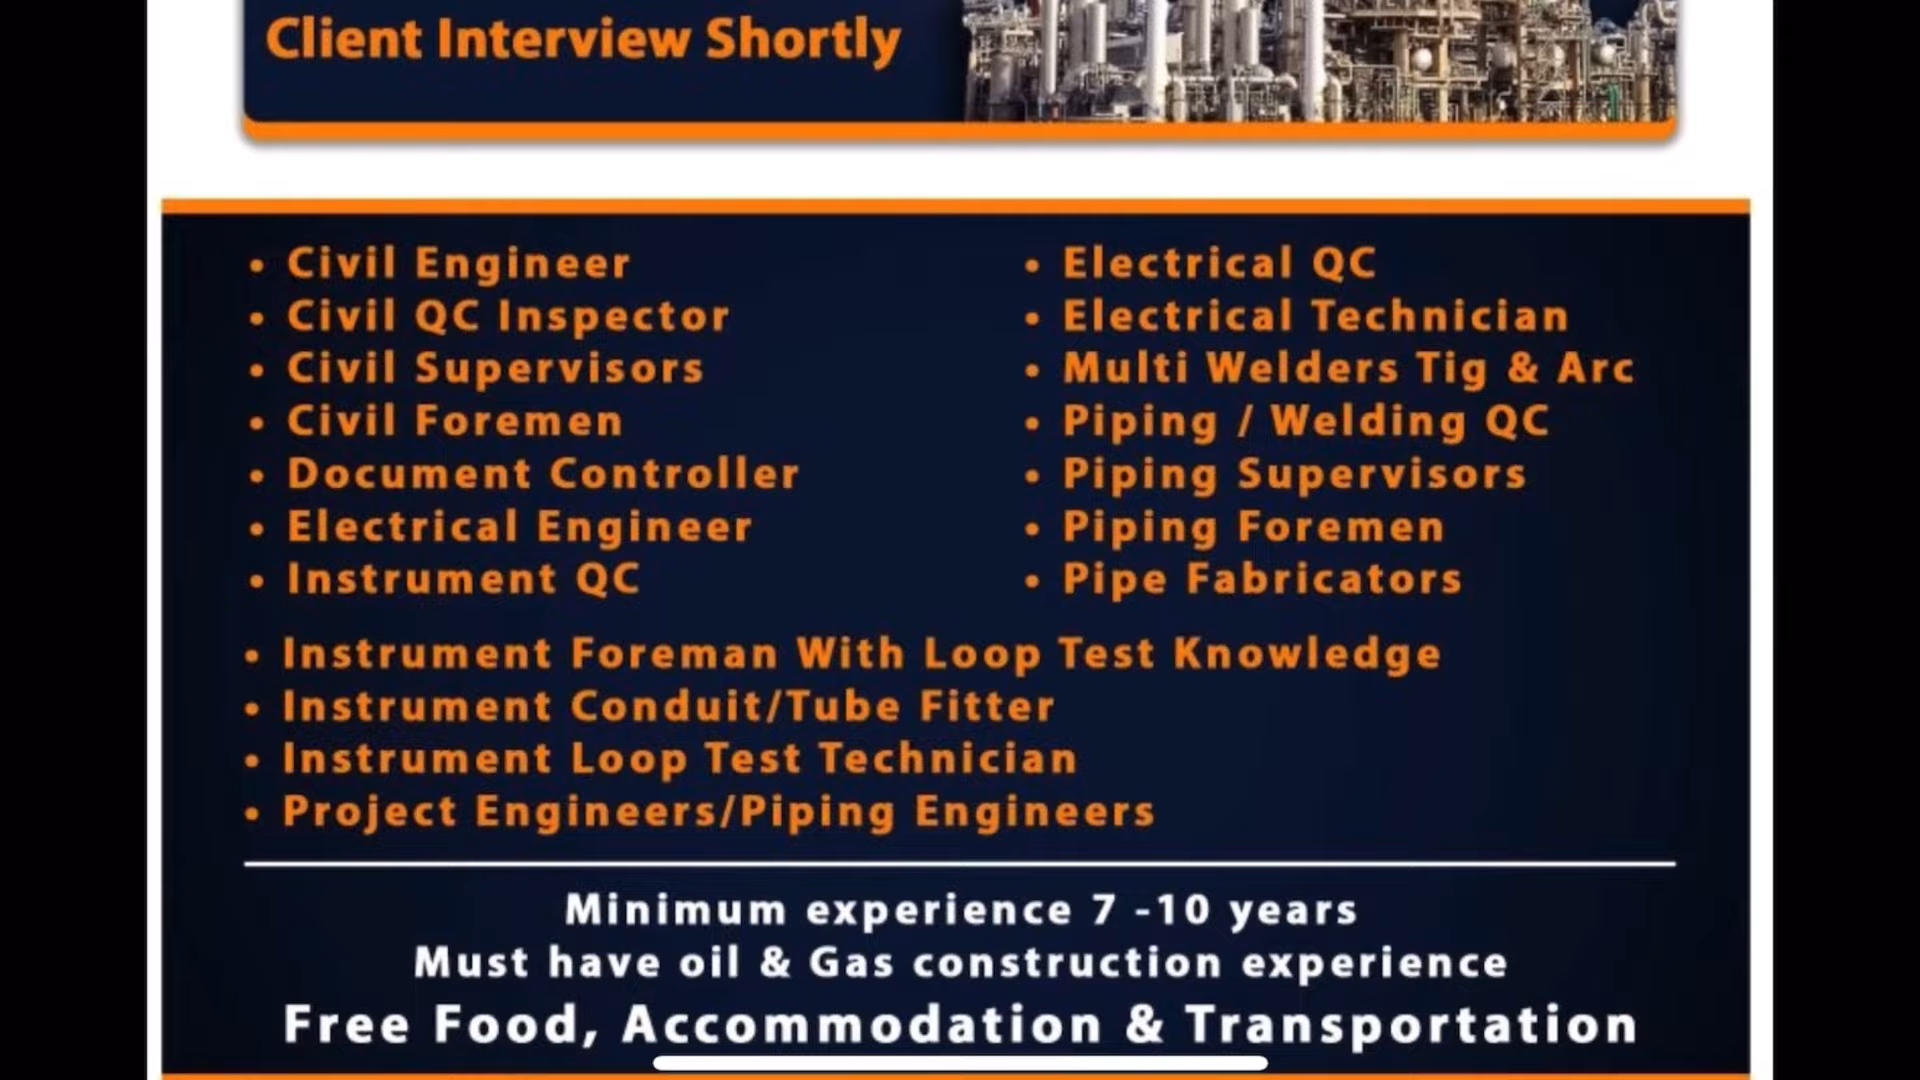 Client Interview Shortly
• Civil Engineer
• Civil QC Inspector
• Civil Supervisors
• Civil Foremen
• Document Controller
• Electrical Engineer
• Instrument QC
• Electrical QC
• Electrical Technician
• Multi Welders Tig & Arc
• Piping / Welding QC
• Piping Supervisors
• Piping Foremen
• Pipe Fabricators
• Instrument Foreman With Loop Test Knowledge
• Instrument Conduit/Tube Fitter
• Instrument Loop Test Technician
• Project Engineers/Piping Engineers
Minimum experience 7 -10 years
Must have oil & Gas construction experience
Free Food, Accommodation & Transportation